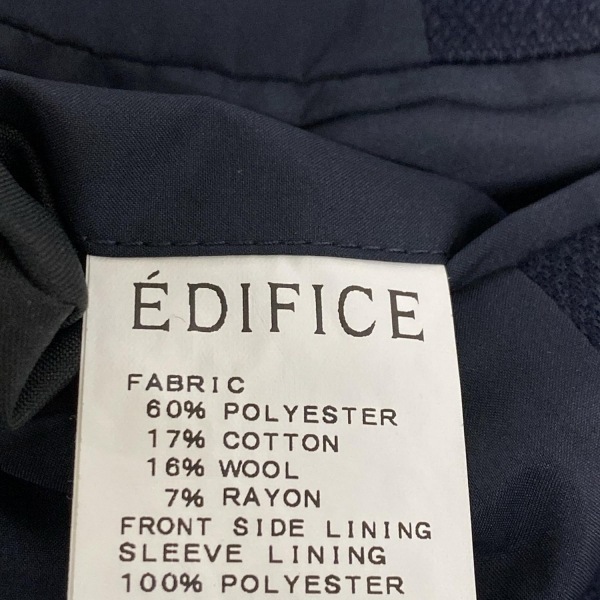 ÉDIFICE
FABRIC
60% POLYESTER
17% COTTON
16% WOOL
7% RAYON
FRONT SIDE LINING
SLEEVE LINING
100% POLYESTER